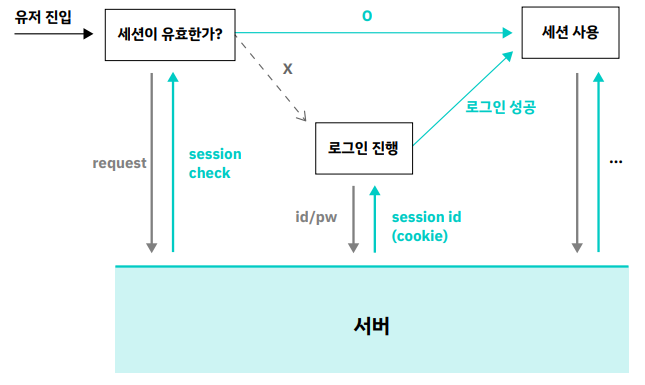 유저 진입
세션이 유효한가?
O
세션 사용
X
로그인 성공
로그인 진행
request
session
check
...
id/pw
session id
(cookie)
서버